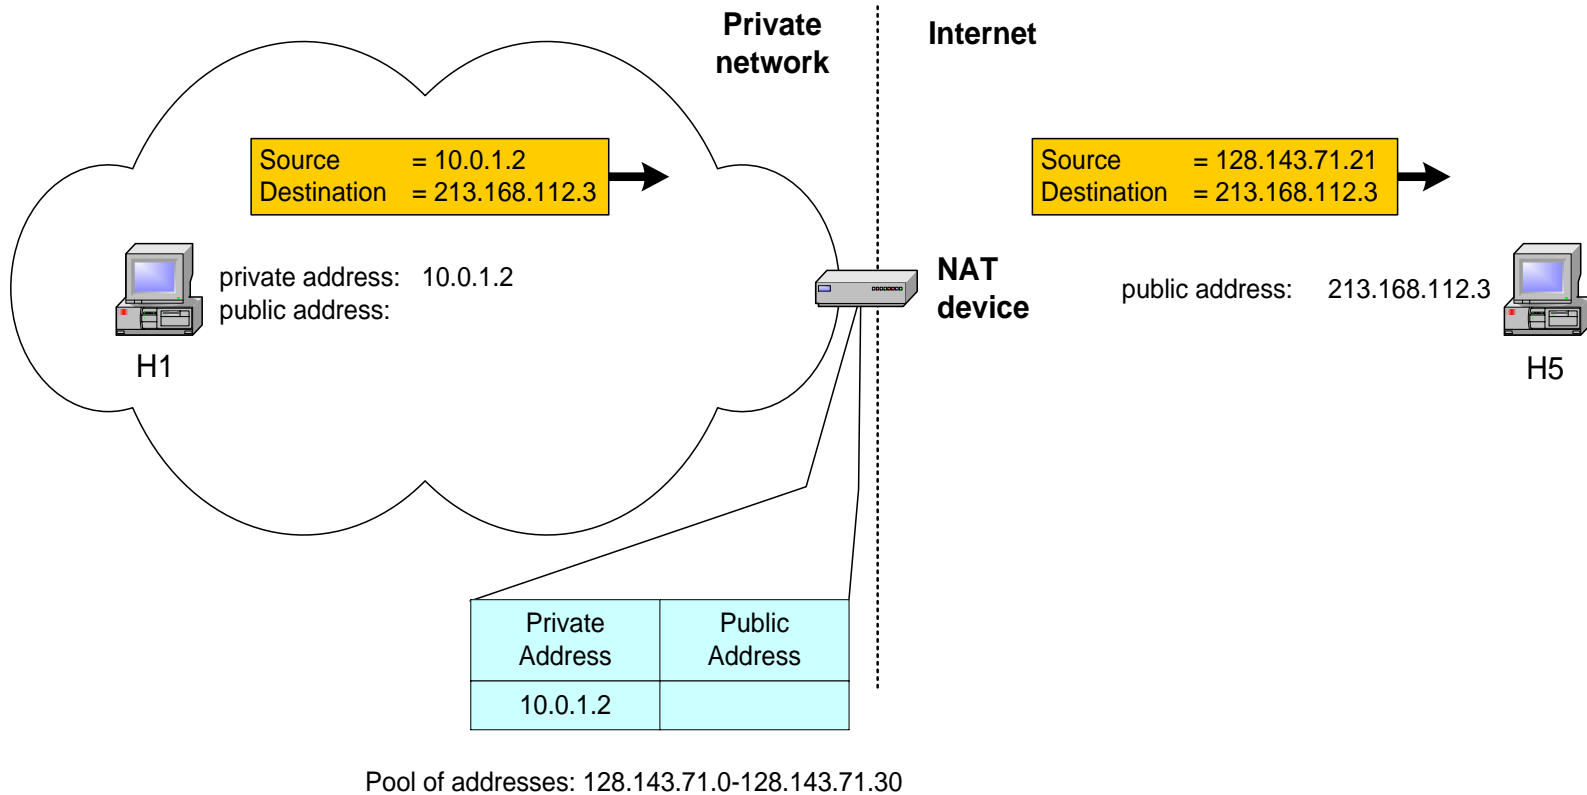 Private
network
Internet
Source = 10.0.1.2
Destination = 213.168.112.3
Source = 128.143.71.21
Destination = 213.168.112.3
private address: 10.0.1.2
public address:
H1
NAT
device
public address: 213.168.112.3
H5
Private
Address
Public
Address
10.0.1.2
Pool of addresses: 128.143.71.0-128.143.71.30